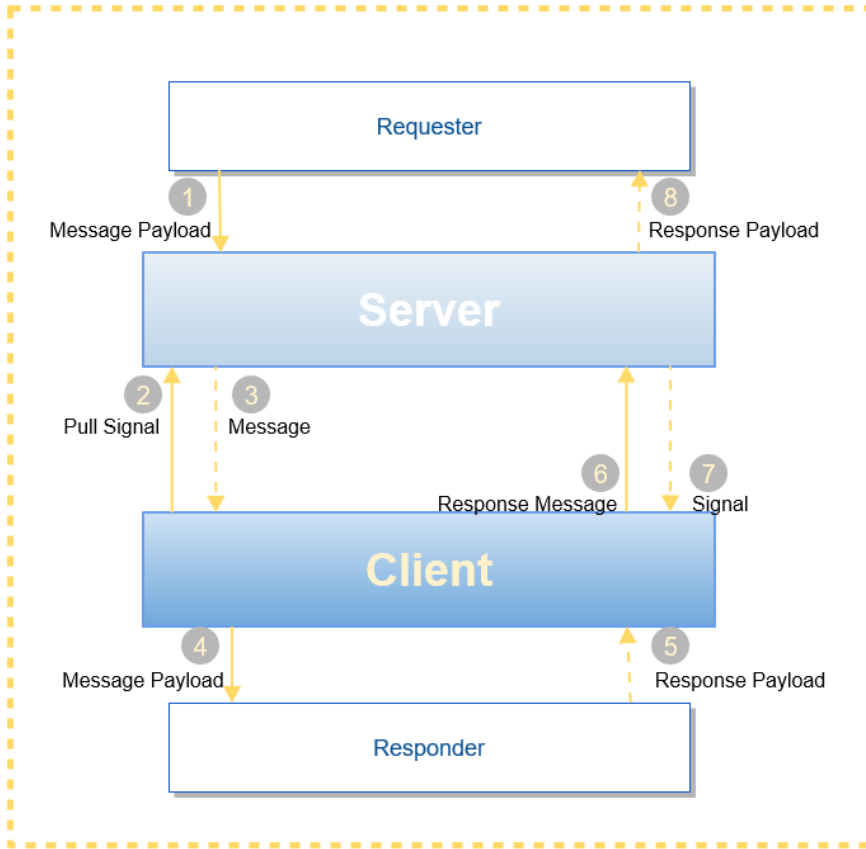 Requester
1
8
Message Payload
Response Payload
Server
2
3
Pull Signal
Message
6
7
Response Message
Signal
Client
4
5
Message Payload
Response Payload
Responder